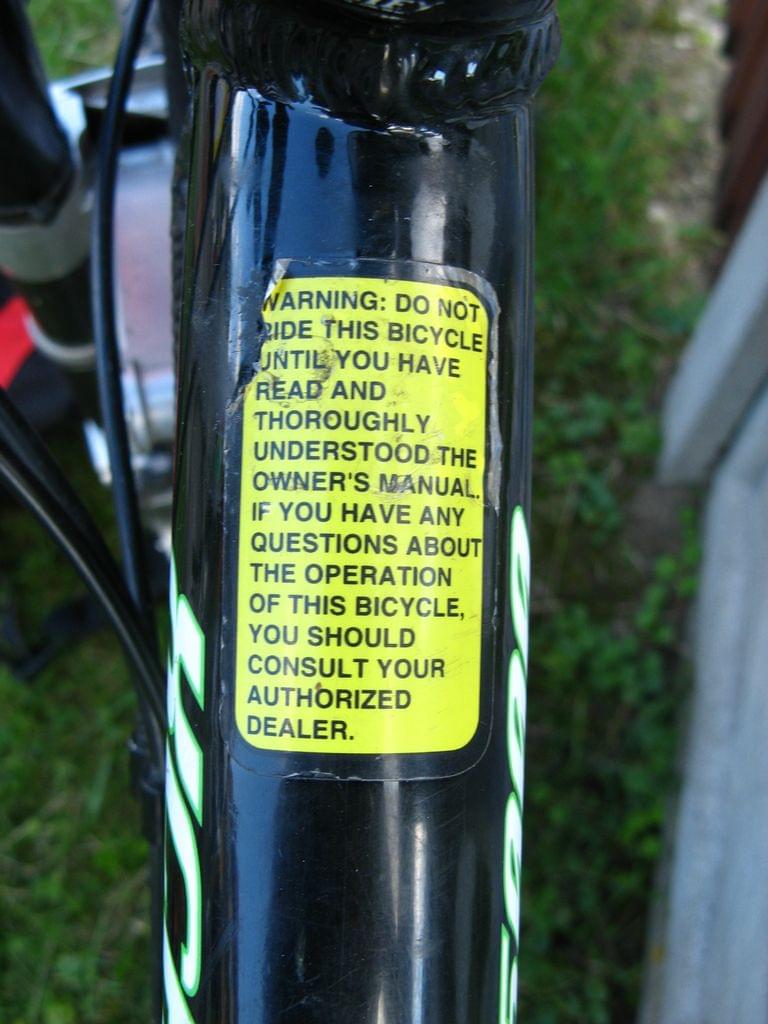 WARNING: DO NOT
RIDE THIS BICYCLE
UNTIL YOU HAVE
READ AND
THOROUGHLY
UNDERSTOOD THE
OWNER'S MANUAL.
IF YOU HAVE ANY
QUESTIONS ABOUT
THE OPERATION
OF THIS BICYCLE,
YOU SHOULD
CONSULT YOUR
AUTHORIZED
DEALER.